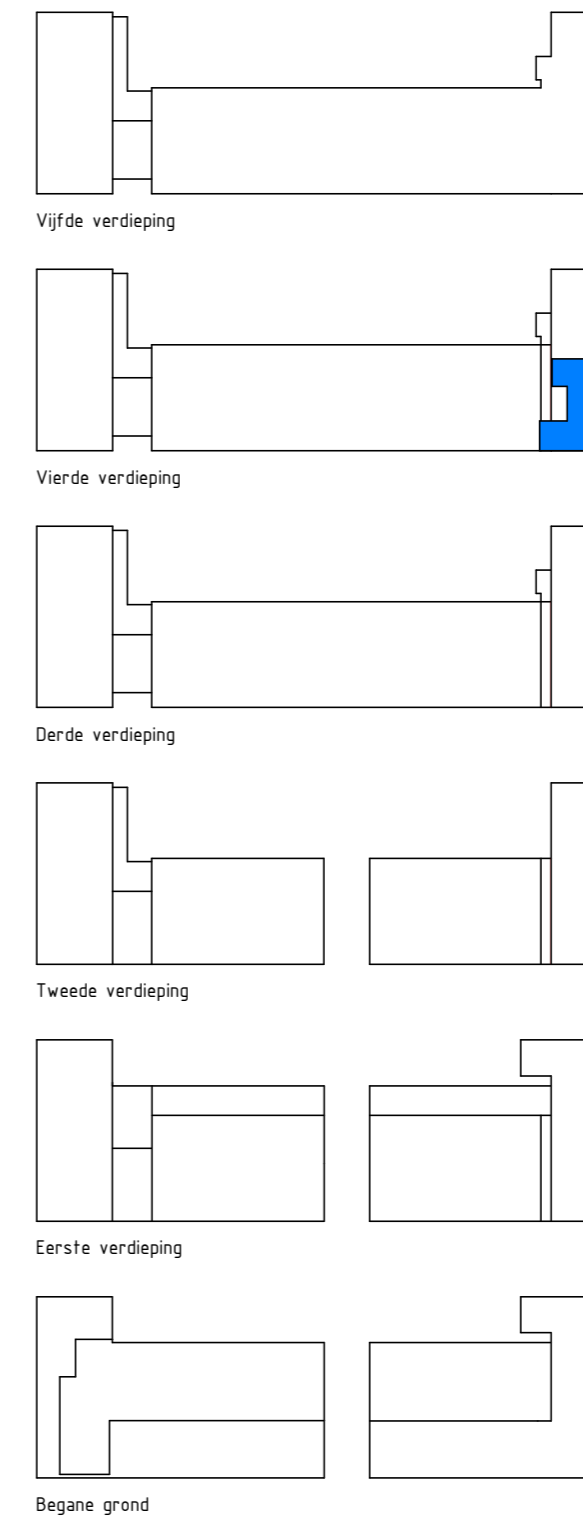 Vijfde verdieping
Vierde verdieping
Derde verdieping
Tweede verdieping
Eerste verdieping
Begane grond